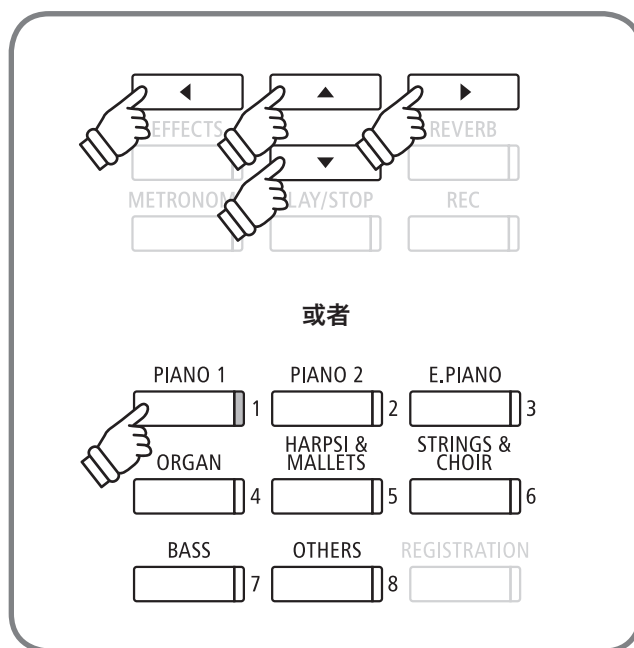 EFFECTS REVERB
METRONOM LAY/STOP REC
或者
PIANO 1 PIANO 2 E.PIANO
1 2 3
ORGAN HARPSI & MALLETS STRINGS & CHOIR
4 5 6
BASS OTHERS REGISTRATION
7 8